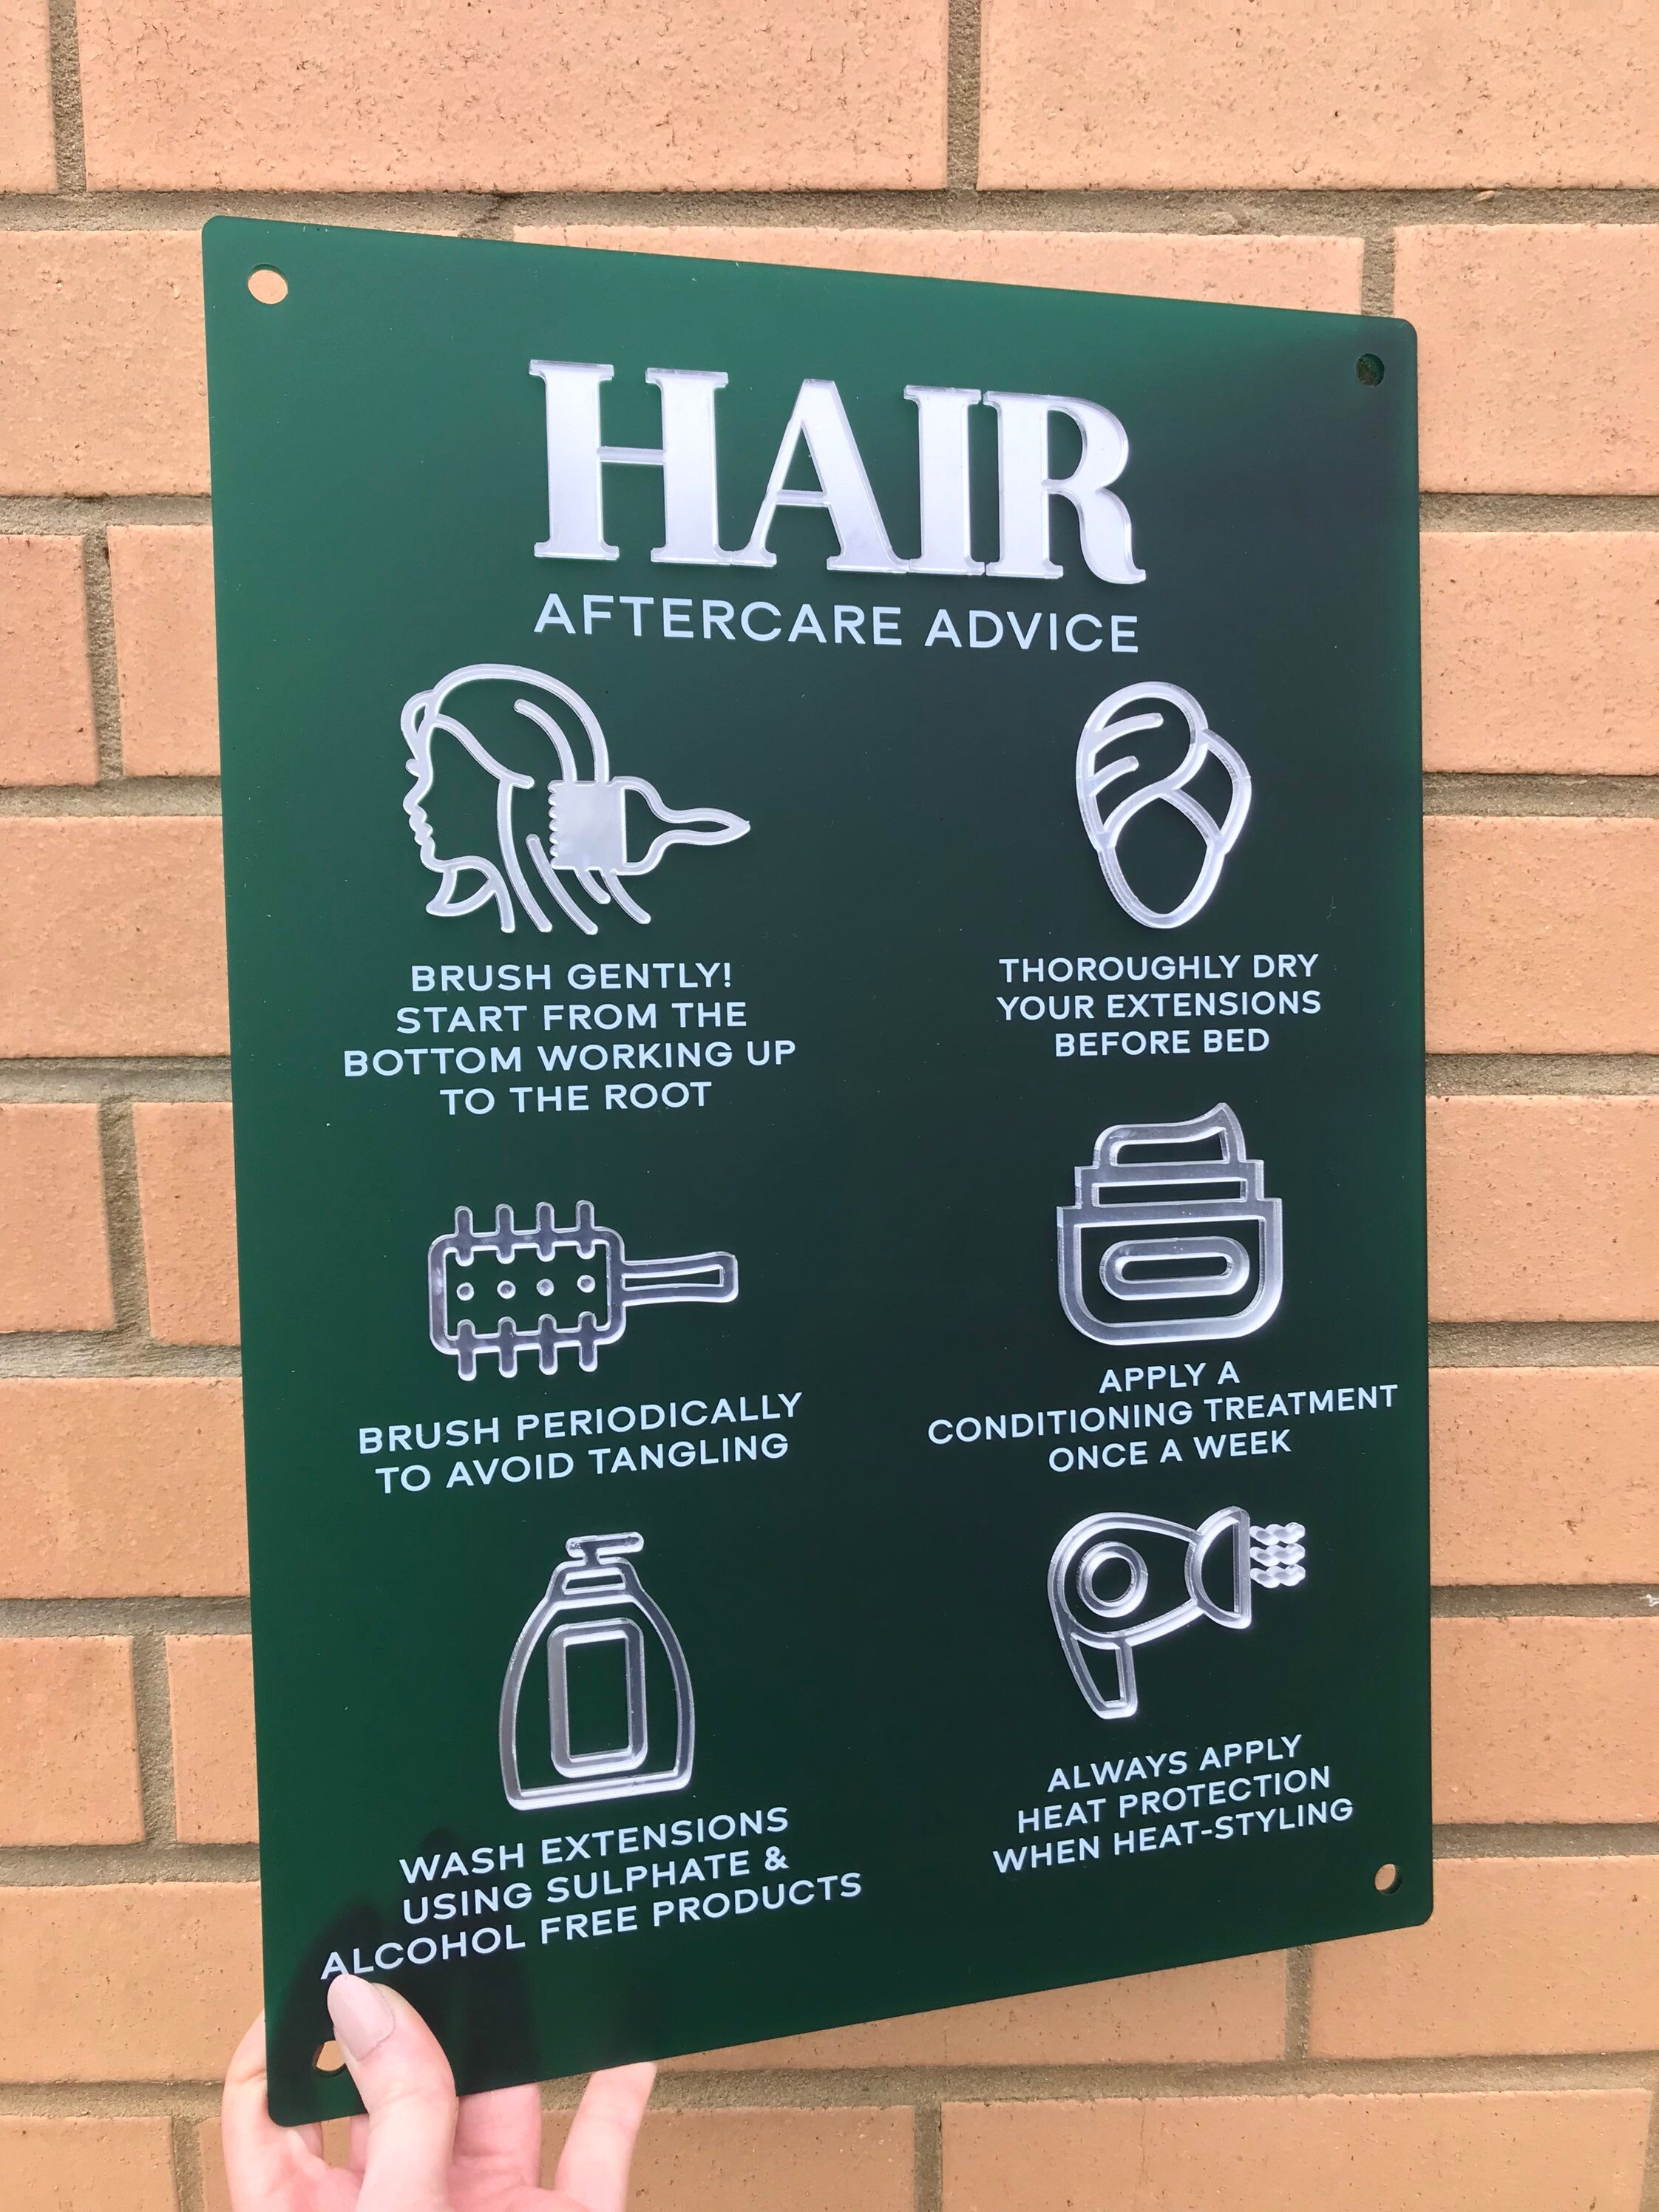 HAIR
AFTERCARE ADVICE
BRUSH GENTLY!
START FROM THE
BOTTOM WORKING UP
TO THE ROOT
THOROUGHLY DRY
YOUR EXTENSIONS
BEFORE BED
BRUSH PERIODICALLY
TO AVOID TANGLING
APPLY A
CONDITIONING TREATMENT
ONCE A WEEK
WASH EXTENSIONS
USING SULPHATE &
ALCOHOL FREE PRODUCTS
ALWAYS APPLY
HEAT PROTECTION
WHEN HEAT-STYLING